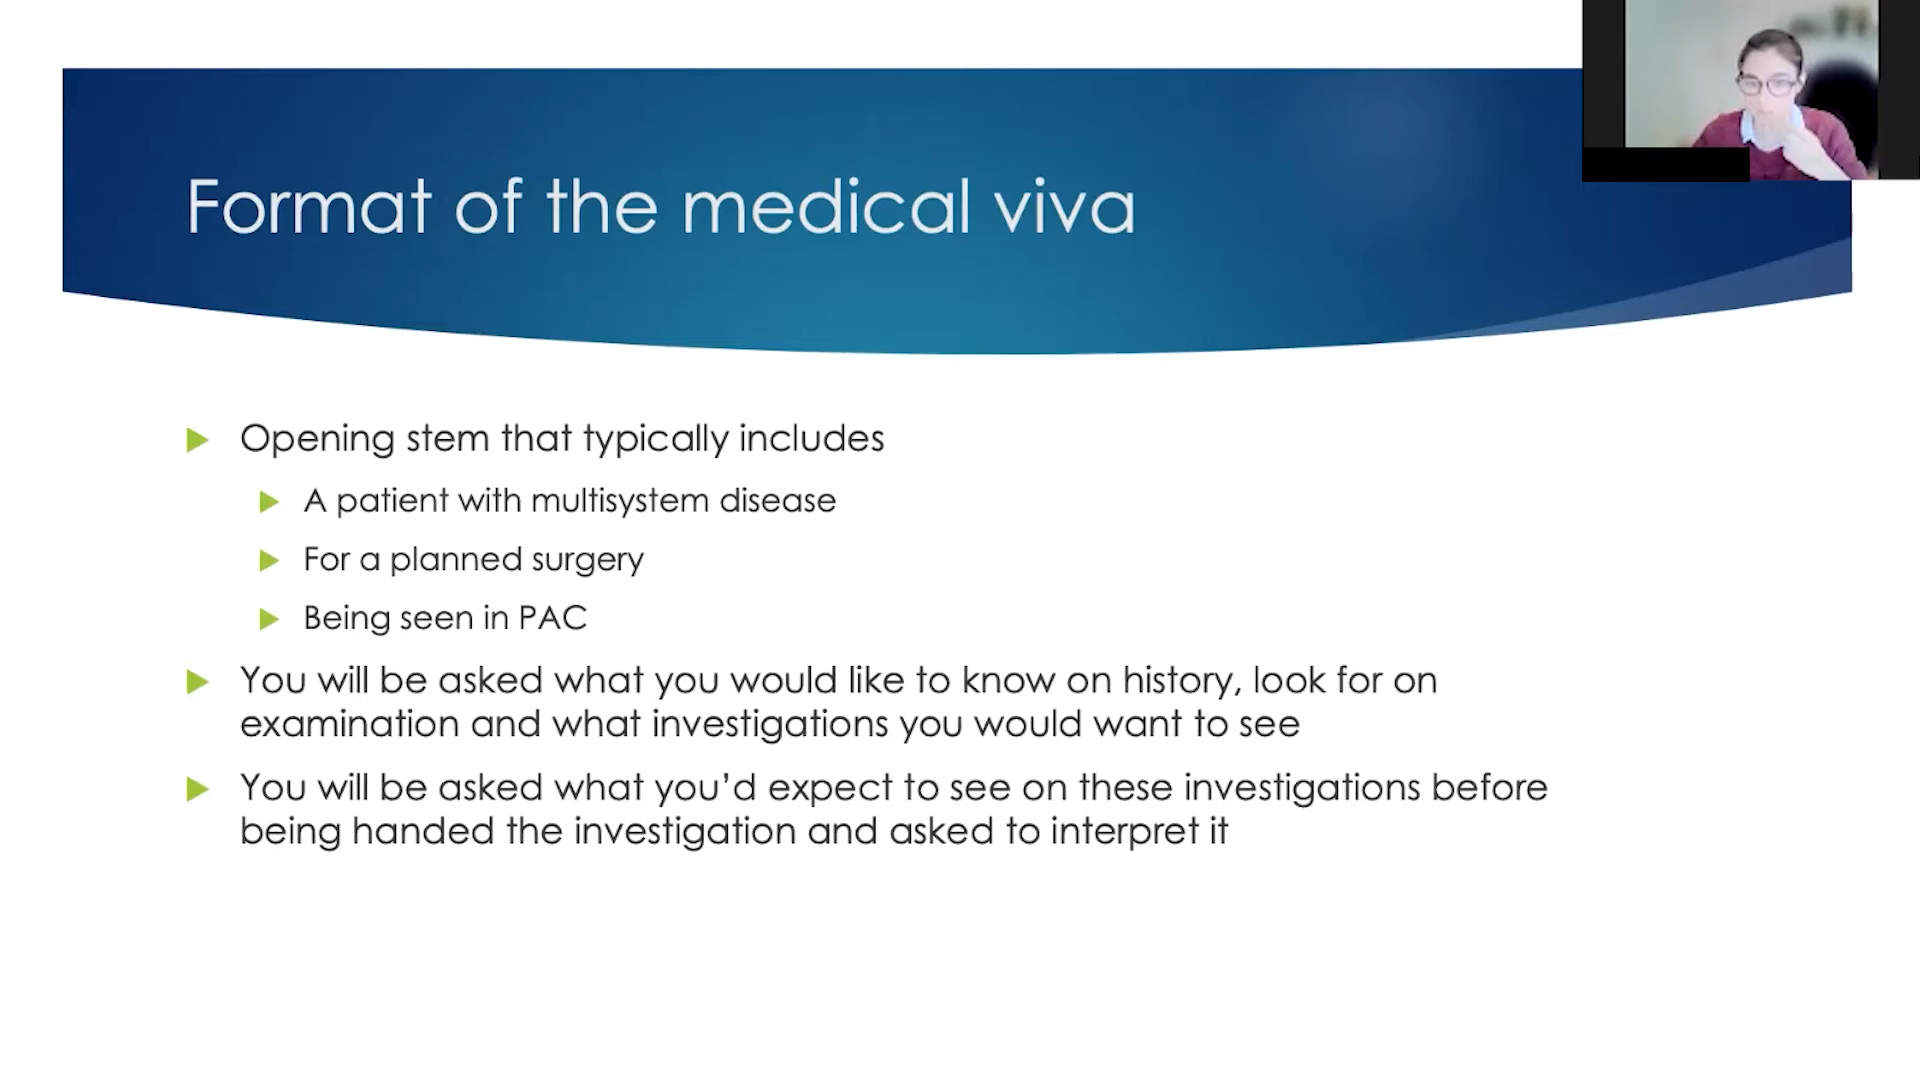 Format of the medical viva
Opening stem that typically includes
A patient with multisystem disease
For a planned surgery
Being seen in PAC
You will be asked what you would like to know on history, look for on
examination and what investigations you would want to see
You will be asked what you’d expect to see on these investigations before
being handed the investigation and asked to interpret it